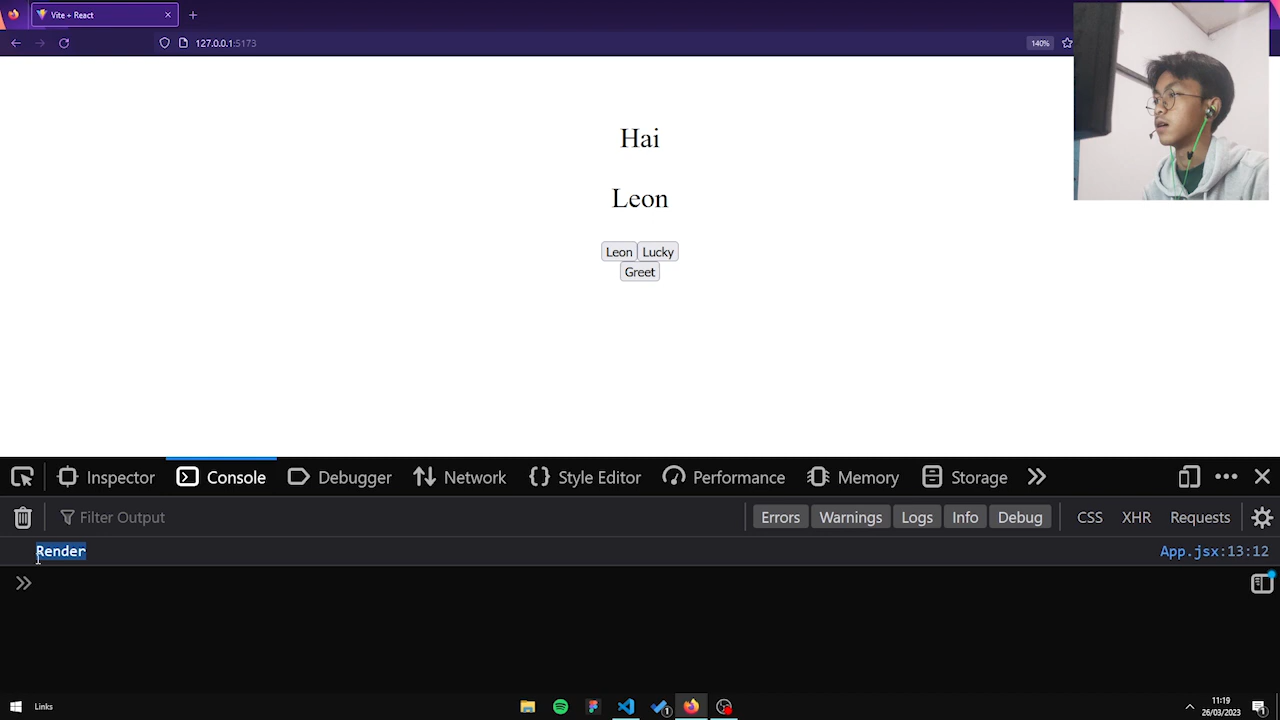 Vite + React
127.0.0.1:5173
140%
Hai
Leon
Leon Lucky
Greet
Inspector Console Debugger Network Style Editor Performance Memory Storage
Filter Output Errors Warnings Logs Info Debug CSS XHR Requests
Render App.jsx:13:12
Links 1 11:19
26/03/2023 1